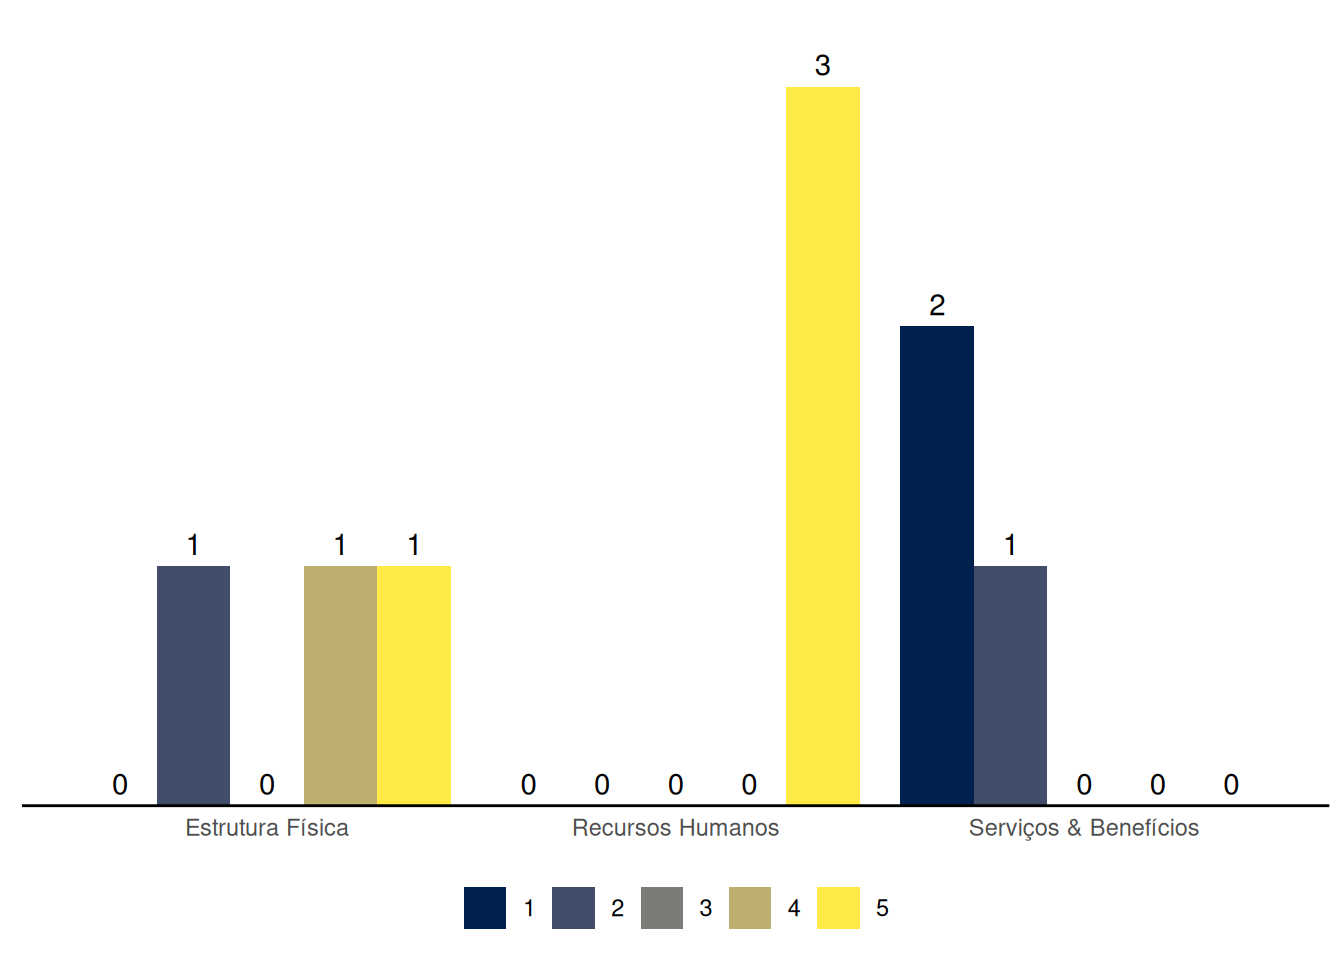 3
2
1 1 1 1
0 0 0 0 0 0 0 0 0
Estrutura Física Recursos Humanos Serviços & Benefícios
1 2 3 4 5